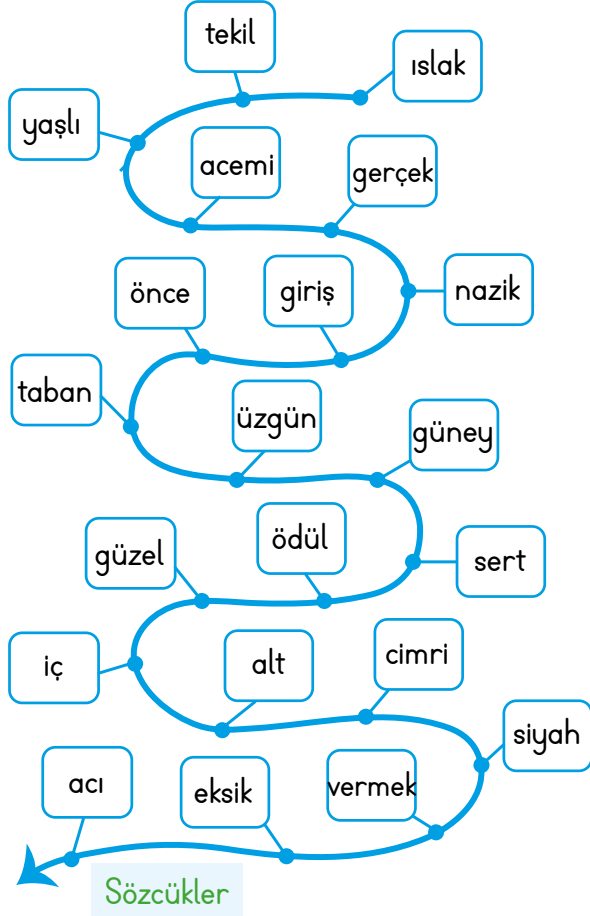 tekil
ıslak
yaşlı
acemi
gerçek
önce
giriş
nazik
taban
üzgün
güney
güzel
ödül
sert
iç
alt
cimri
siyah
acı
eksik
vermek
Sözcükler